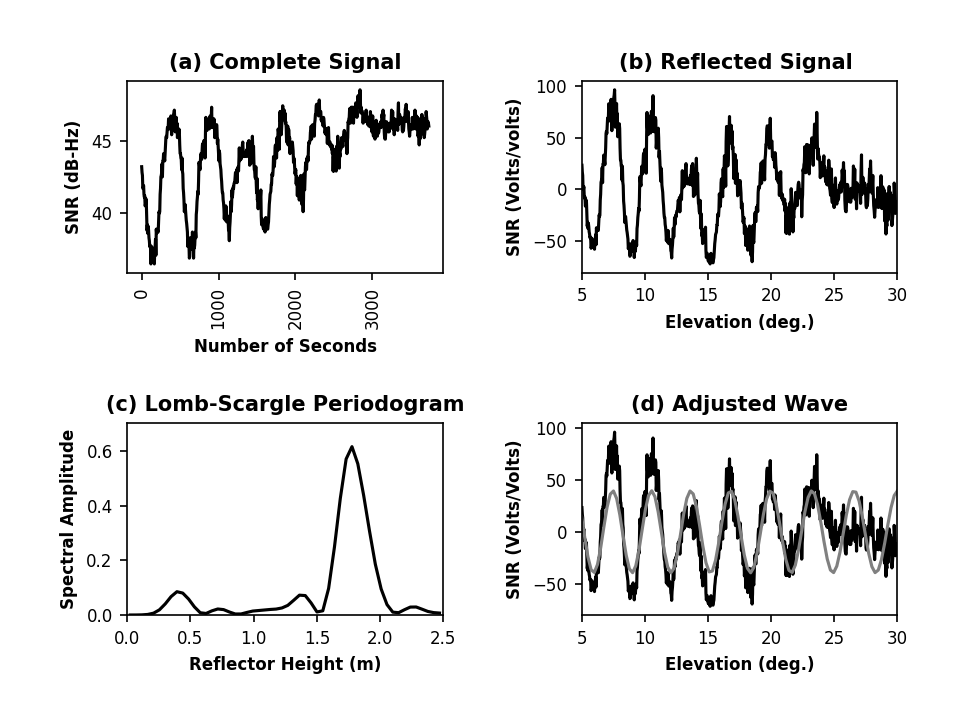 (a) Complete Signal
SNR (dB-Hz)
45
40
0
1000
2000
3000
Number of Seconds
(b) Reflected Signal
SNR (Volts/volts)
100
50
0
−50
5 10 15 20 25 30
Elevation (deg.)
(c) Lomb-Scargle Periodogram
Spectral Amplitude
0.6
0.4
0.2
0.0
0.0 0.5 1.0 1.5 2.0 2.5
Reflector Height (m)
(d) Adjusted Wave
SNR (Volts/Volts)
100
50
0
−50
5 10 15 20 25 30
Elevation (deg.)